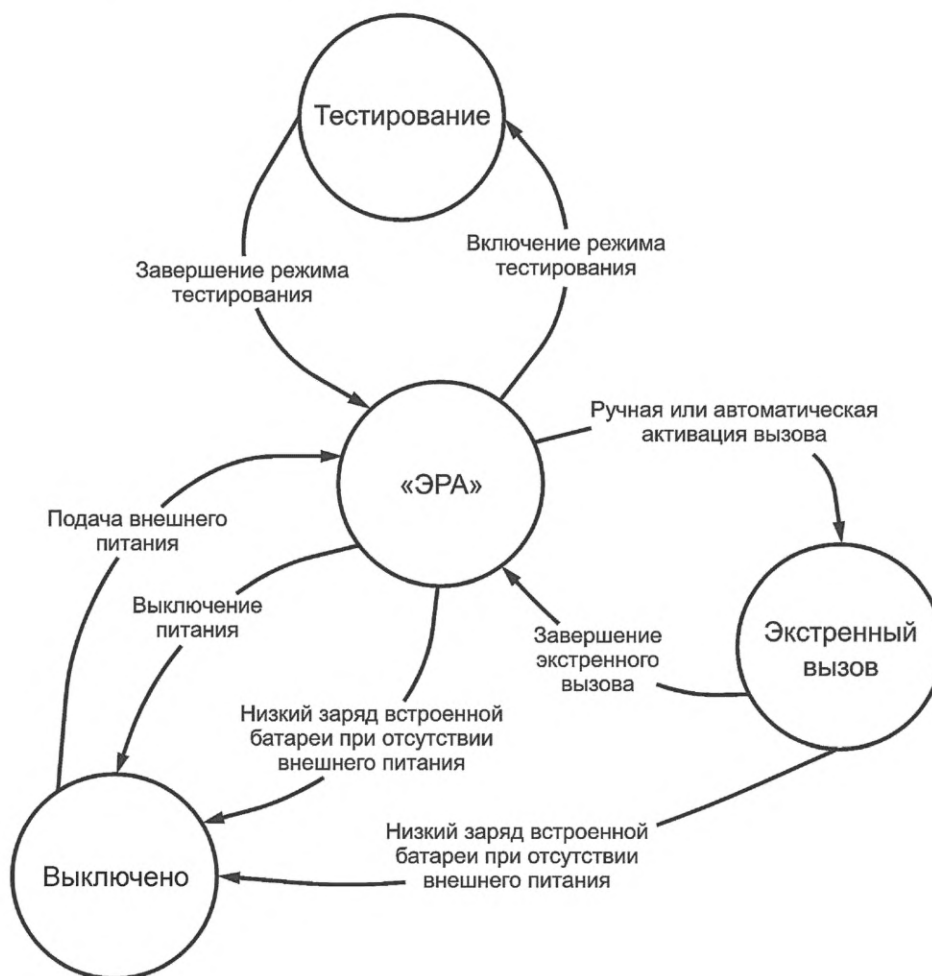 Тестирование
Включение режима
тестирования
Завершение режима
тестирования
Ручная или автоматическая
активация вызова
«ЭРА»
Подача внешнего
питания
Выключение
питания
Завершение
экстренного
вызова
Экстренный
вызов
Низкий заряд встроенной
батареи при отсутствии
внешнего питания
Низкий заряд встроенной
батареи при отсутствии
внешнего питания
Выключено